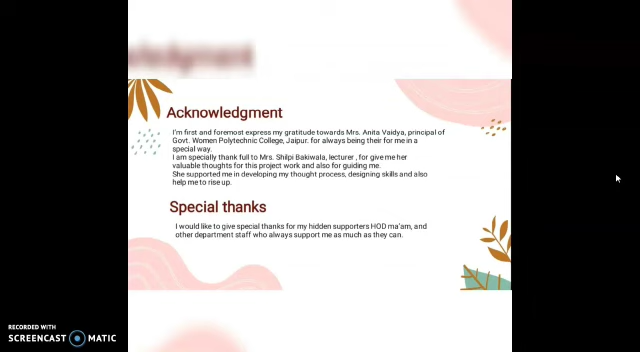 Acknowledgment
I'm first and foremost express my gratitude towards Mrs. Anita Vaidya, principal of
Govt. Women Polytechnic College, Jaipur. for always being their for me in a
special way.
I am specially thank full to Mrs. Shilpi Bakiwala, lecturer , for give me her
valuable thoughts for this project work and also for guiding me.
She supported me in developing my thought process, designing skills and also
help me to rise up.
Special thanks
I would like to give special thanks for my hidden supporters HOD ma'am, and
other department staff who always support me as much as they can.
RECORDED WITH
SCREENCAST MATIC